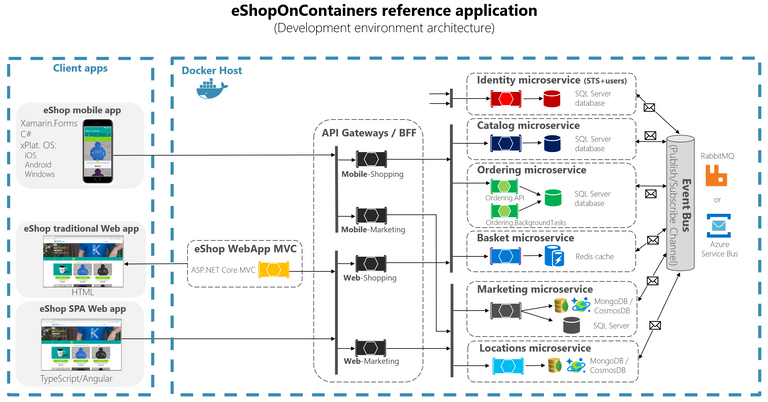 eShopOnContainers reference application
(Development environment architecture)
Client apps
eShop mobile app
Xamarin.Forms
C#
xPlat. OS:
iOS
Android
Windows
eShop traditional Web app
HTML
eShop SPA Web app
TypeScript/Angular
Docker Host
eShop WebApp MVC
ASP.NET Core MVC
API Gateways / BFF
Mobile-Shopping
Mobile-Marketing
Web-Shopping
Web-Marketing
Identity microservice (STS+users)
SQL Server
database
Catalog microservice
SQL Server
database
Ordering microservice
Ordering.API
SQL Server
database
Ordering.BackgroundTasks
Basket microservice
Redis cache
Marketing microservice
MongoDB /
CosmosDB
SQL Server
Locations microservice
MongoDB /
CosmosDB
Event Bus
(Publish/Subscribe Channel)
RabbitMQ
or
Azure
Service Bus